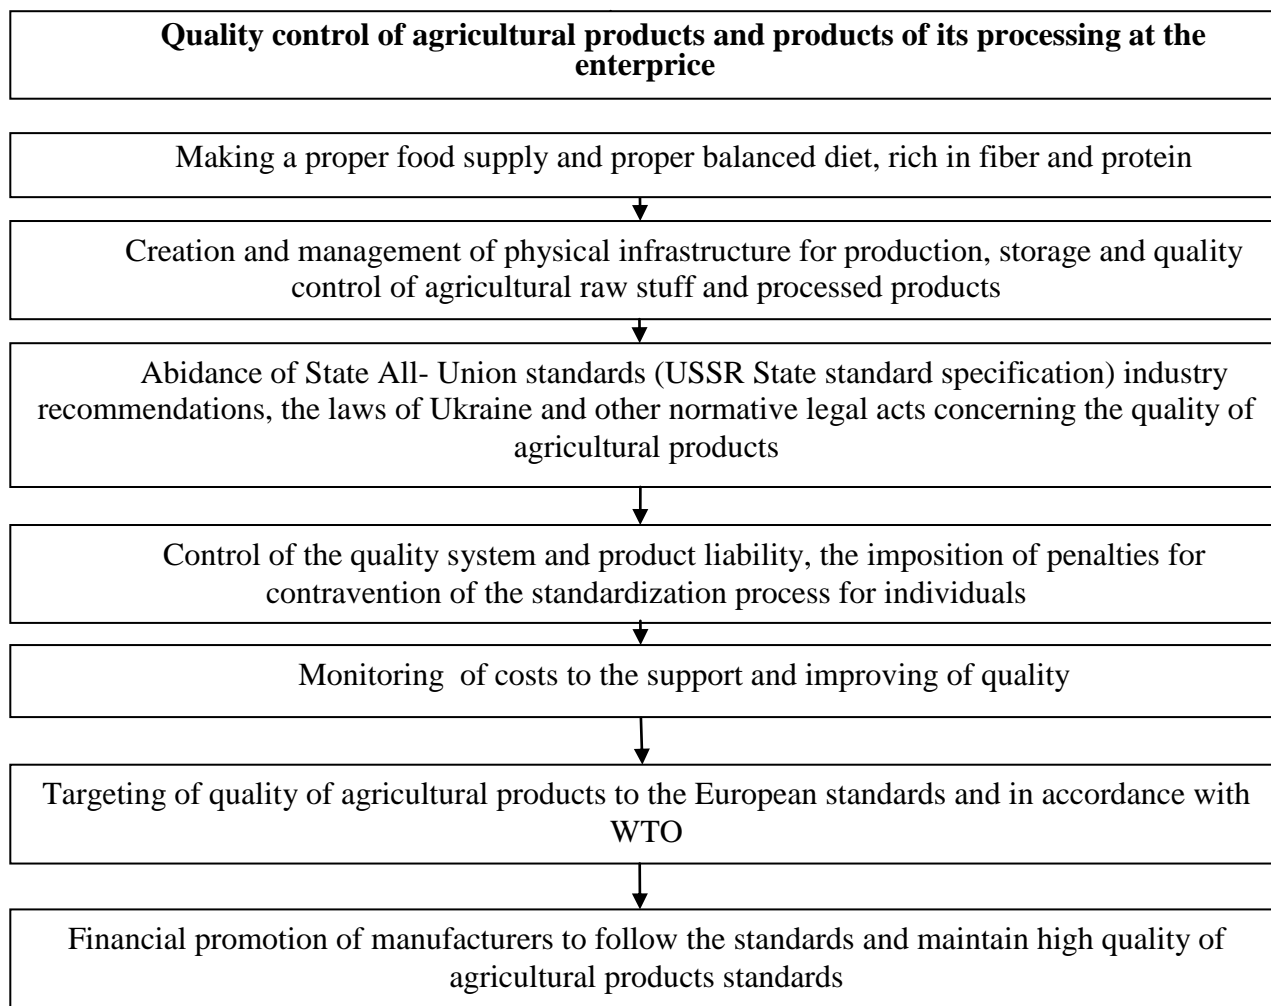 Quality control of agricultural products and products of its processing at the
enterprice
Making a proper food supply and proper balanced diet, rich in fiber and protein
Creation and management of physical infrastructure for production, storage and quality
control of agricultural raw stuff and processed products
Abidance of State All- Union standards (USSR State standard specification) industry
recommendations, the laws of Ukraine and other normative legal acts concerning the quality of
agricultural products
Control of the quality system and product liability, the imposition of penalties for
contravention of the standardization process for individuals
Monitoring  of costs to the support and improving of quality
Targeting of quality of agricultural products to the European standards and in accordance with
WTO
Financial promotion of manufacturers to follow the standards and maintain high quality of
agricultural products standards